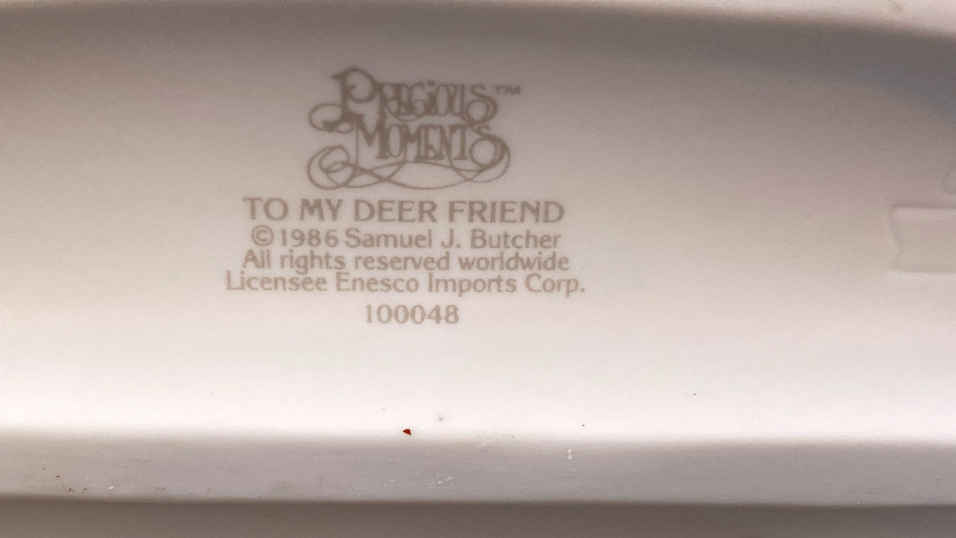 PRECIOUS™
MOMENTS
TO MY DEER FRIEND
©1986 Samuel J. Butcher
All rights reserved worldwide
Licensee Enesco Imports Corp.
100048